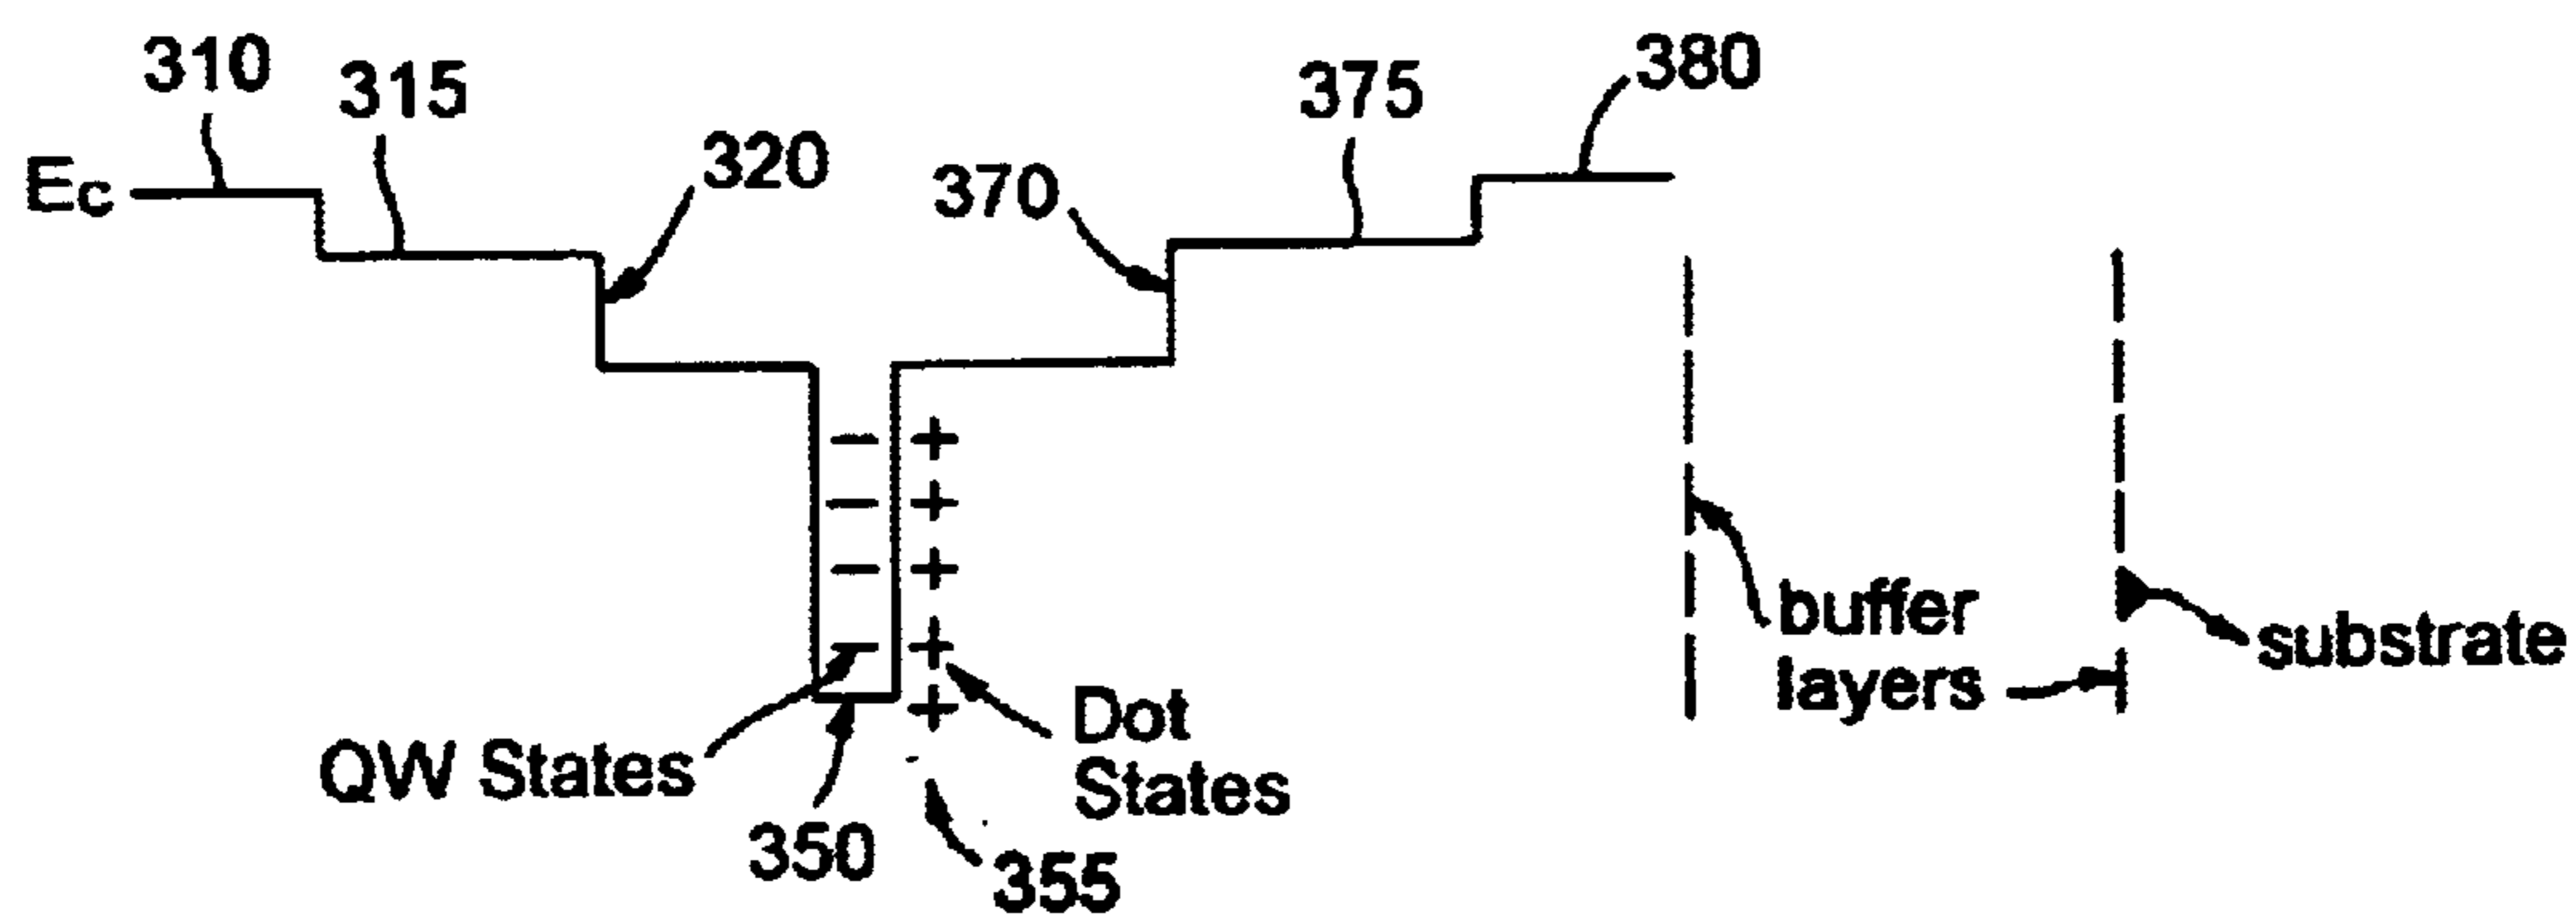 310
315
320
370
375
380
Ec
buffer
layers
substrate
QW States
Dot
States
350
355